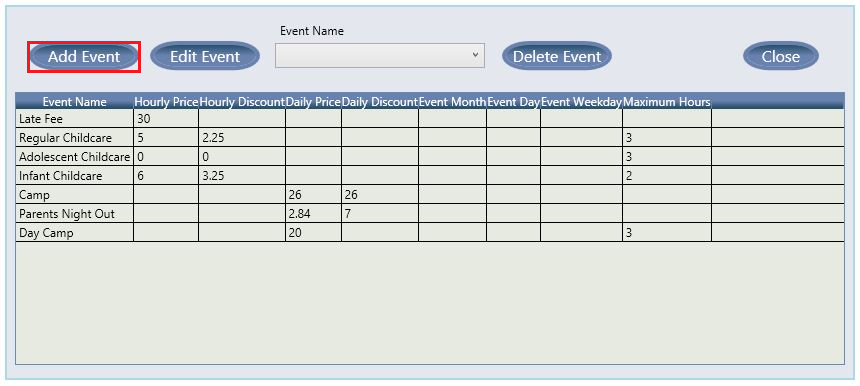 Event Name
Add Event Edit Event Delete Event Close
Event Name Hourly Price Hourly Discount Daily Price Daily Discount Event Month Event Day Event Weekday Maximum Hours
Late Fee 30
Regular Childcare 5 2.25 3
Adolescent Childcare 0 0 3
Infant Childcare 6 3.25 2
Camp 26 26
Parents Night Out 2.84 7
Day Camp 20 3